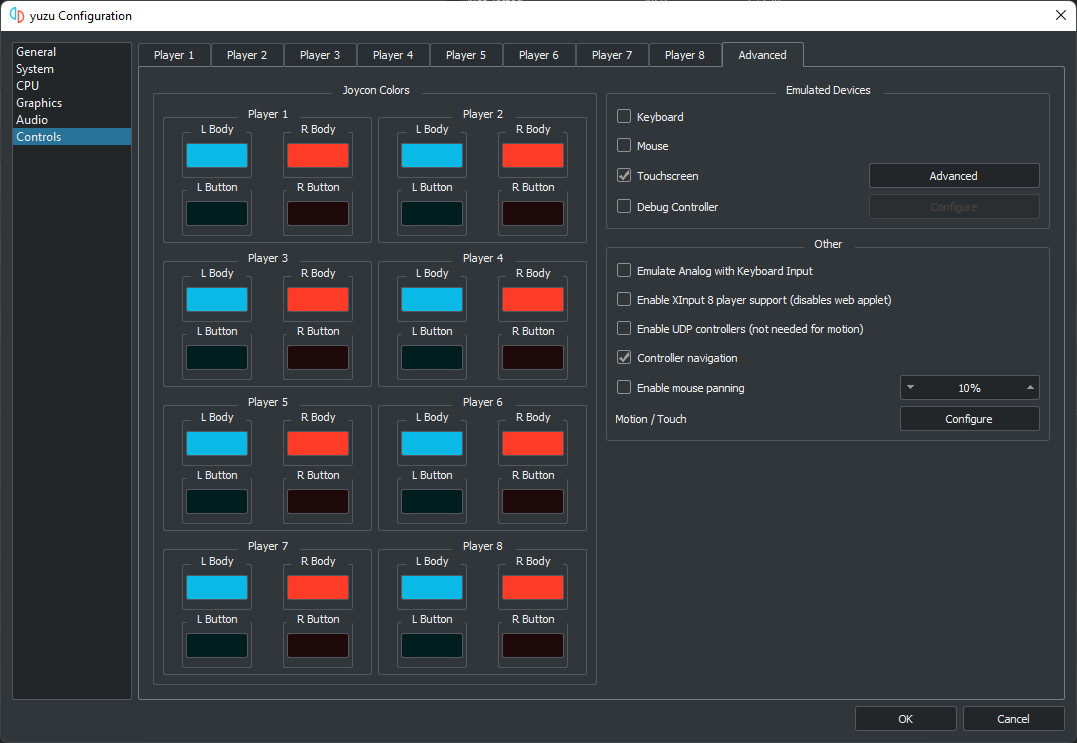 yuzu Configuration
General
System
CPU
Graphics
Audio
Controls
Player 1 Player 2 Player 3 Player 4 Player 5 Player 6 Player 7 Player 8 Advanced
Joycon Colors
Player 1 Player 2
L Body R Body L Body R Body
L Button R Button L Button R Button
Player 3 Player 4
L Body R Body L Body R Body
L Button R Button L Button R Button
Player 5 Player 6
L Body R Body L Body R Body
L Button R Button L Button R Button
Player 7 Player 8
L Body R Body L Body R Body
L Button R Button L Button R Button
Emulated Devices
Keyboard
Mouse
Touchscreen Advanced
Debug Controller Configure
Other
Emulate Analog with Keyboard Input
Enable XInput 8 player support (disables web applet)
Enable UDP controllers (not needed for motion)
Controller navigation
Enable mouse panning 10%
Motion / Touch Configure
OK Cancel